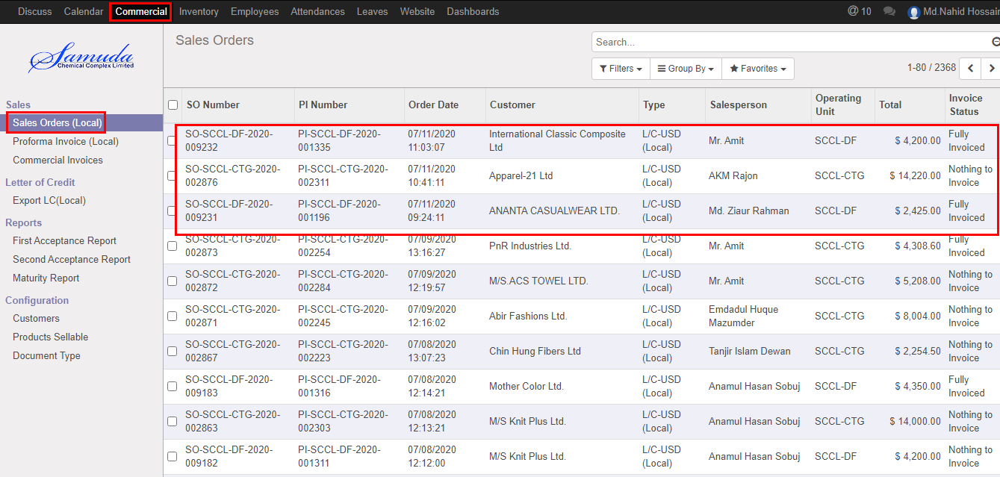 Discuss Calendar Commercial Inventory Employees Attendances Leaves Website Dashboards @ 10 Md.Nahid Hossain
Samuda
Chemical Complex Limited
Sales
Sales Orders (Local)
Proforma Invoice (Local)
Commercial Invoices
Letter of Credit
Export LC(Local)
Reports
First Acceptance Report
Second Acceptance Report
Maturity Report
Configuration
Customers
Products Sellable
Document Type
Sales Orders
Search...
Filters Group By Favorites 1-80 / 2368
SO Number PI Number Order Date Customer Type Salesperson Operating Unit Total Invoice Status
SO-SCCL-DF-2020- PI-SCCL-DF-2020- 07/11/2020 International Classic Composite L/C-USD Mr. Amit SCCL-DF $ 4,200.00 Fully
009232 001335 11:03:07 Ltd (Local) Invoiced
SO-SCCL-CTG-2020- PI-SCCL-CTG-2020- 07/11/2020 Apparel-21 Ltd L/C-USD AKM Rajon SCCL-CTG $ 14,220.00 Nothing to
002876 002311 10:41:11 (Local) Invoice
SO-SCCL-DF-2020- PI-SCCL-DF-2020- 07/11/2020 ANANTA CASUALWEAR LTD. L/C-USD Md. Ziaur Rahman SCCL-DF $ 2,425.00 Fully
009231 001196 09:24:11 (Local) Invoiced
SO-SCCL-CTG-2020- PI-SCCL-CTG-2020- 07/09/2020 PnR Industries Ltd. L/C-USD Mr. Amit SCCL-CTG $ 4,308.60 Fully
002873 002254 13:16:27 (Local) Invoiced
SO-SCCL-CTG-2020- PI-SCCL-CTG-2020- 07/09/2020 M/S.ACS TOWEL LTD. L/C-USD Mr. Amit SCCL-CTG $ 5,208.00 Nothing to
002872 002284 12:19:57 (Local) Invoice
SO-SCCL-CTG-2020- PI-SCCL-CTG-2020- 07/09/2020 Abir Fashions Ltd. L/C-USD Emdadul Huque SCCL-CTG $ 8,004.00 Nothing to
002871 002245 12:16:02 (Local) Mazumder Invoice
SO-SCCL-CTG-2020- PI-SCCL-CTG-2020- 07/08/2020 Chin Hung Fibers Ltd L/C-USD Tanjir Islam Dewan SCCL-CTG $ 2,254.50 Nothing to
002867 002223 13:07:23 (Local) Invoice
SO-SCCL-DF-2020- PI-SCCL-DF-2020- 07/08/2020 Mother Color Ltd. L/C-USD Anamul Hasan Sobuj SCCL-DF $ 4,350.00 Fully
009183 001316 12:14:21 (Local) Invoiced
SO-SCCL-CTG-2020- PI-SCCL-CTG-2020- 07/08/2020 M/S Knit Plus Ltd. L/C-USD Anamul Hasan Sobuj SCCL-CTG $ 14,000.00 Nothing to
002863 002303 12:13:21 (Local) Invoice
SO-SCCL-DF-2020- PI-SCCL-DF-2020- 07/08/2020 M/S Knit Plus Ltd. L/C-USD Anamul Hasan Sobuj SCCL-DF $ 4,200.00 Nothing to
009182 001311 12:12:00 (Local) Invoice